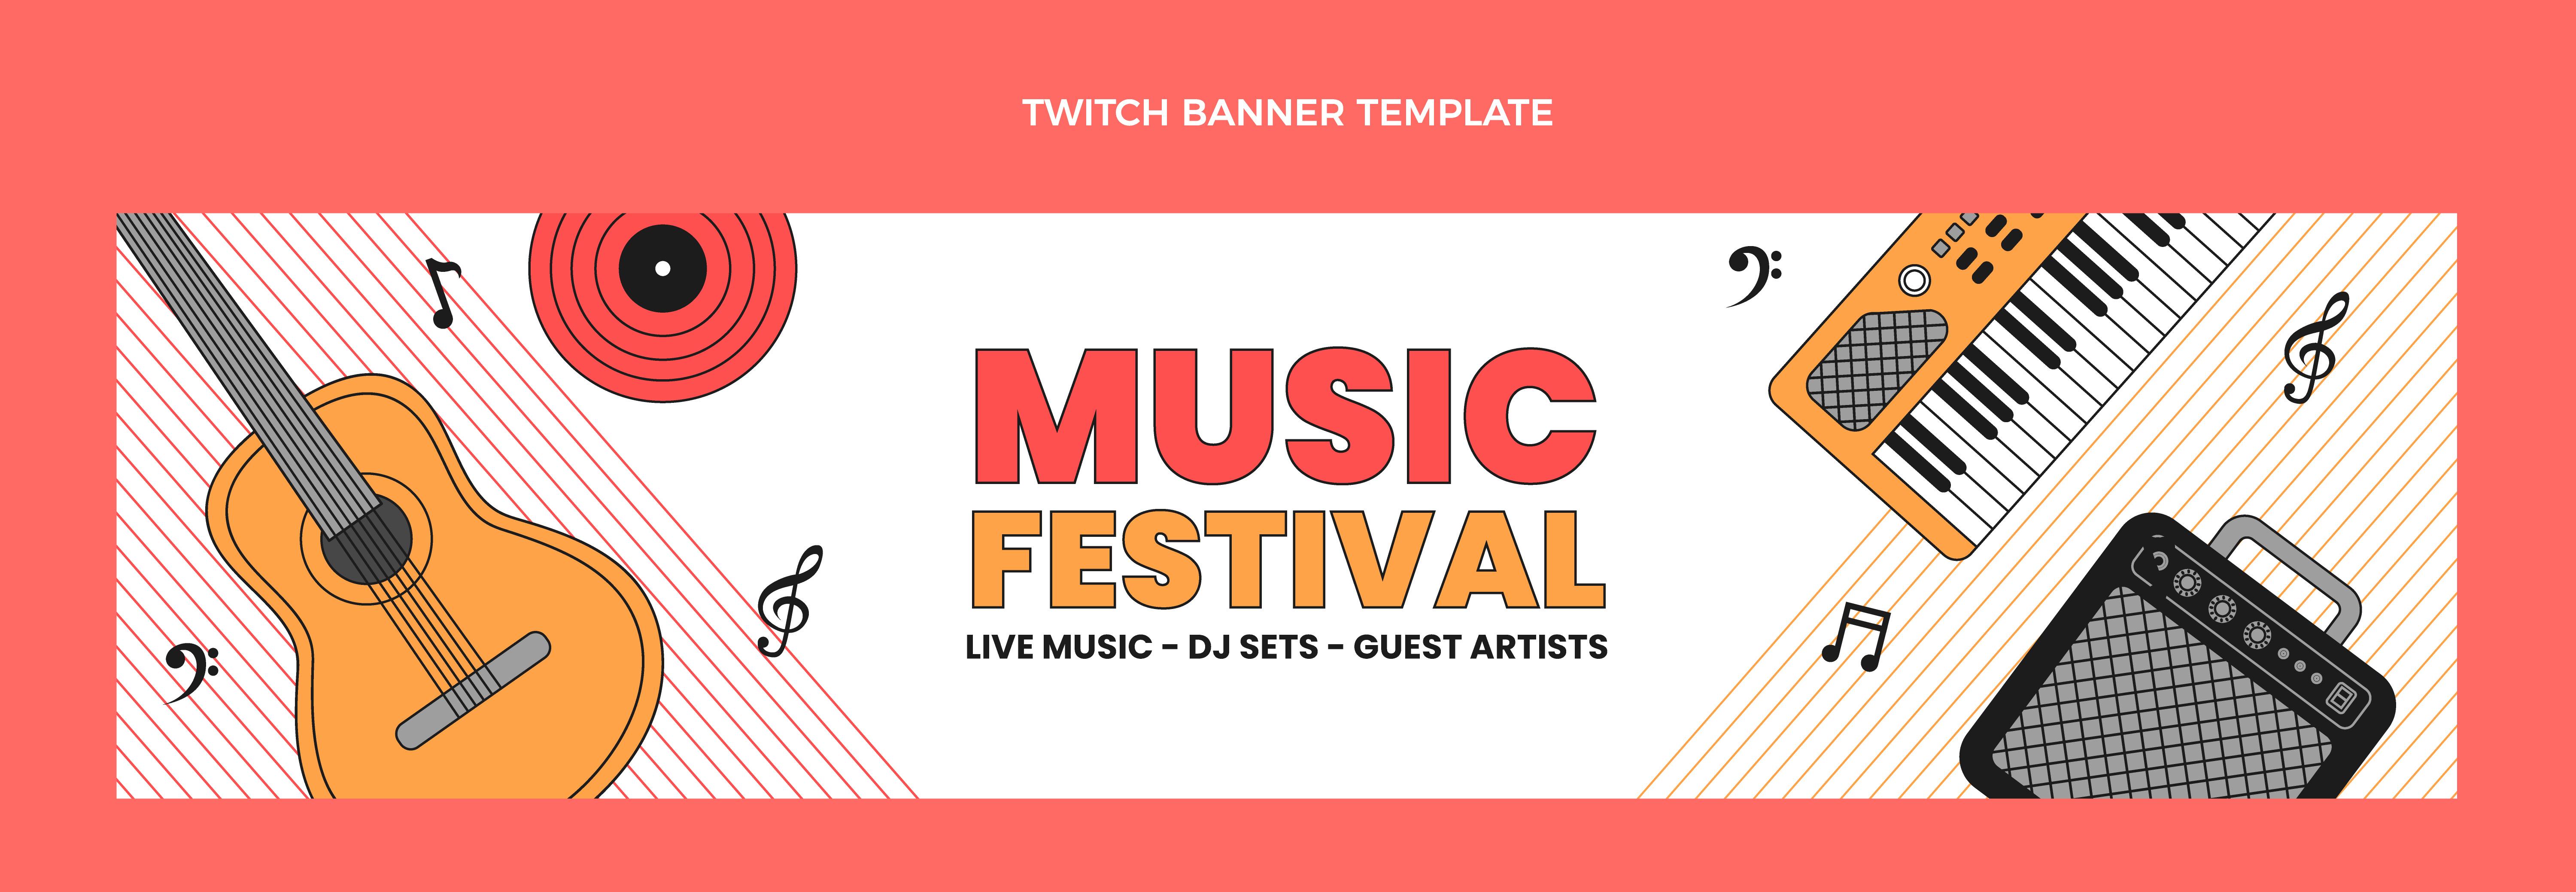 TWITCH BANNER TEMPLATE
MUSIC
FESTIVAL
LIVE MUSIC - DJ SETS - GUEST ARTISTS